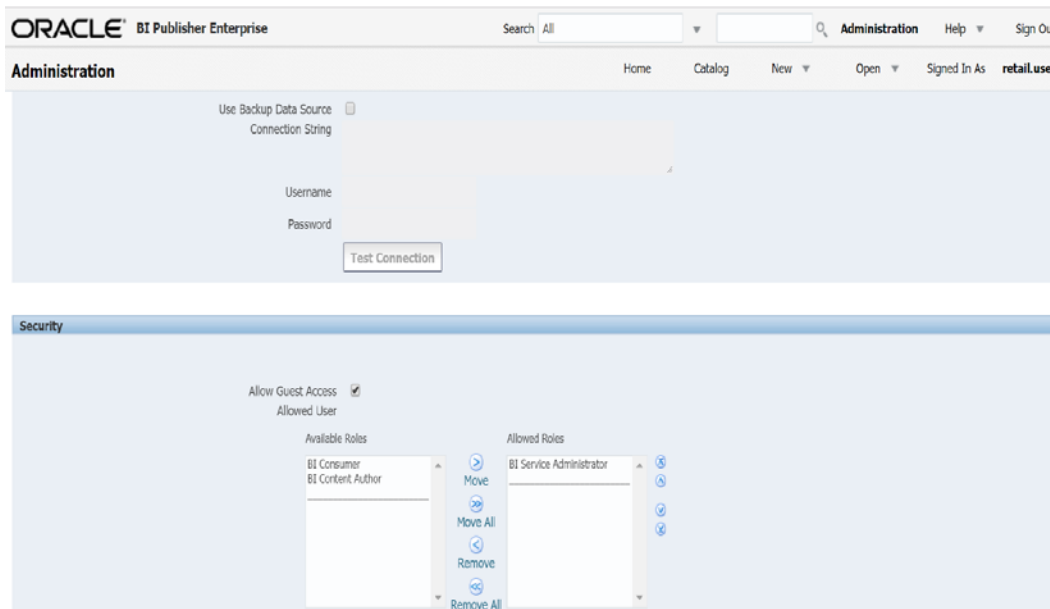 ORACLE® BI Publisher Enterprise Search All Administration Help Sign Ou
Administration Home Catalog New Open Signed In As retail.use
Use Backup Data Source
Connection String
Username
Password
Test Connection
Security
Allow Guest Access
Allowed User
Available Roles Allowed Roles
BI Consumer
BI Content Author
Move
Move All
Remove
Remove All
BI Service Administrator